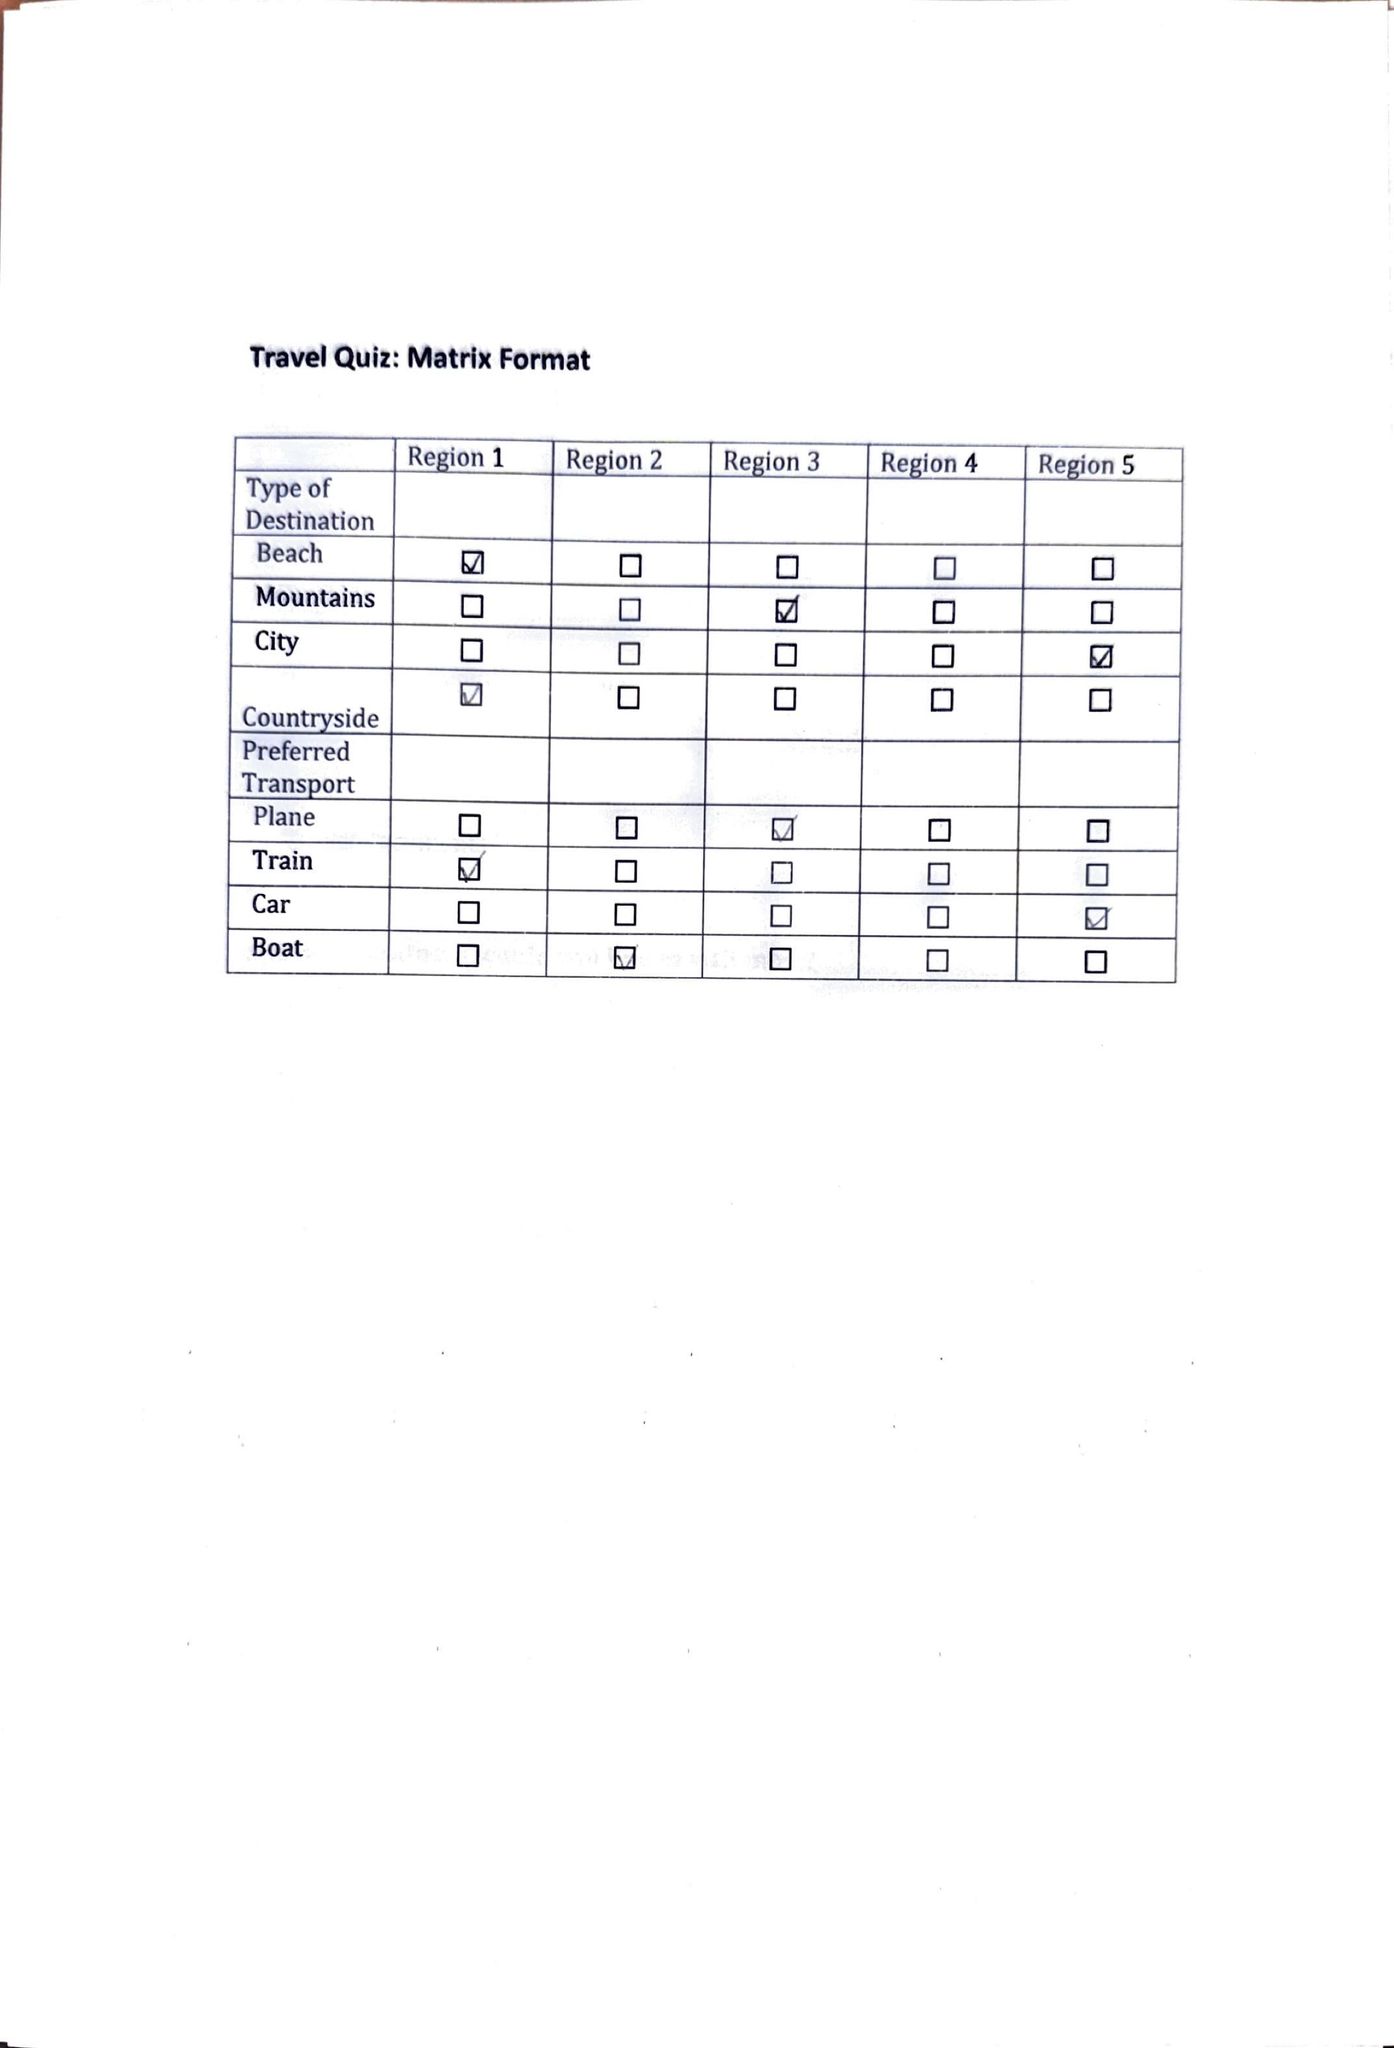 Travel Quiz: Matrix Format
Region 1 Region 2 Region 3 Region 4 Region 5
Type of
Destination
Beach ☑ ☐ ☐ ☐ ☐
Mountains ☐ ☐ ☑ ☐ ☐
City ☐ ☐ ☐ ☐ ☑
Countryside ☑ ☐ ☐ ☐ ☐
Preferred
Transport
Plane ☐ ☐ ☑ ☐ ☐
Train ☑ ☐ ☐ ☐ ☐
Car ☐ ☐ ☐ ☐ ☑
Boat ☐ ☑ ☐ ☐ ☐